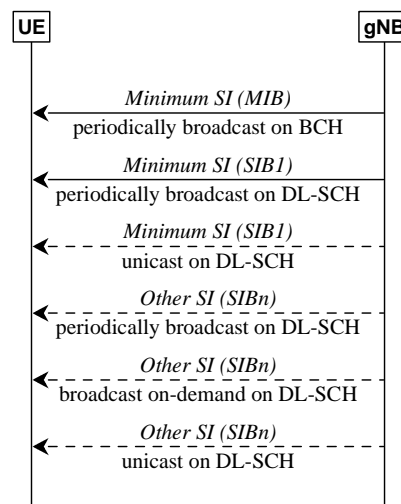 UE gNB
Minimum SI (MIB)
periodically broadcast on BCH
Minimum SI (SIB1)
periodically broadcast on DL-SCH
Minimum SI (SIB1)
unicast on DL-SCH
Other SI (SIBn)
periodically broadcast on DL-SCH
Other SI (SIBn)
broadcast on-demand on DL-SCH
Other SI (SIBn)
unicast on DL-SCH